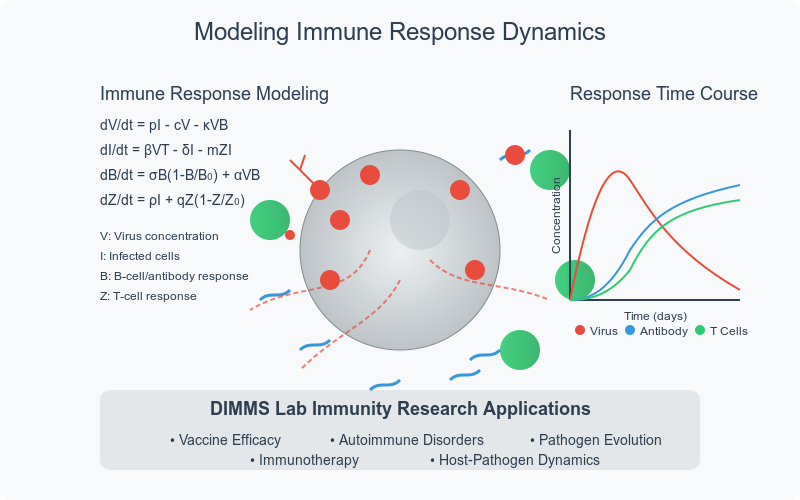 Modeling Immune Response Dynamics
Immune Response Modeling
dV/dt = pI - cV - κVB
dI/dt = βVT - δI - mZI
dB/dt = σB(1-B/B₀) + αVB
dZ/dt = ρI + qZ(1-Z/Z₀)
V: Virus concentration
I: Infected cells
B: B-cell/antibody response
Z: T-cell response
Response Time Course
Concentration
Time (days)
Virus Antibody T Cells
DIMMS Lab Immunity Research Applications
• Vaccine Efficacy • Autoimmune Disorders • Pathogen Evolution
• Immunotherapy • Host-Pathogen Dynamics